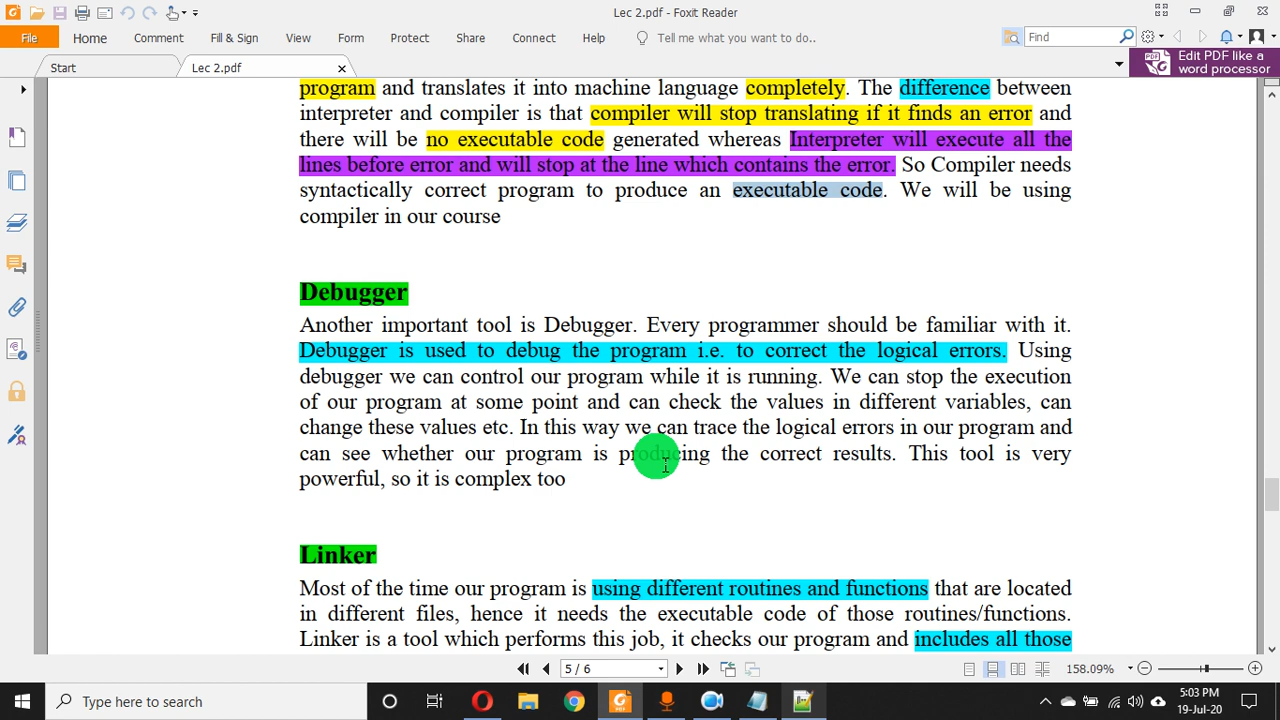 Lec 2.pdf - Foxit Reader
File Home Comment Fill & Sign View Form Protect Share Connect Help Tell me what you want to do.. Find
Start Lec 2.pdf
Edit PDF like a
word processor
program and translates it into machine language completely. The difference between
interpreter and compiler is that compiler will stop translating if it finds an error and
there will be no executable code generated whereas Interpreter will execute all the
lines before error and will stop at the line which contains the error. So Compiler needs
syntactically correct program to produce an executable code. We will be using
compiler in our course
Debugger
Another important tool is Debugger. Every programmer should be familiar with it.
Debugger is used to debug the program i.e. to correct the logical errors. Using
debugger we can control our program while it is running. We can stop the execution
of our program at some point and can check the values in different variables, can
change these values etc. In this way we can trace the logical errors in our program and
can see whether our program is producing the correct results. This tool is very
powerful, so it is complex too
Linker
Most of the time our program is using different routines and functions that are located
in different files, hence it needs the executable code of those routines/functions.
Linker is a tool which performs this job, it checks our program and includes all those
5 / 6 158.09%
Type here to search
5:03 PM
19-Jul-20